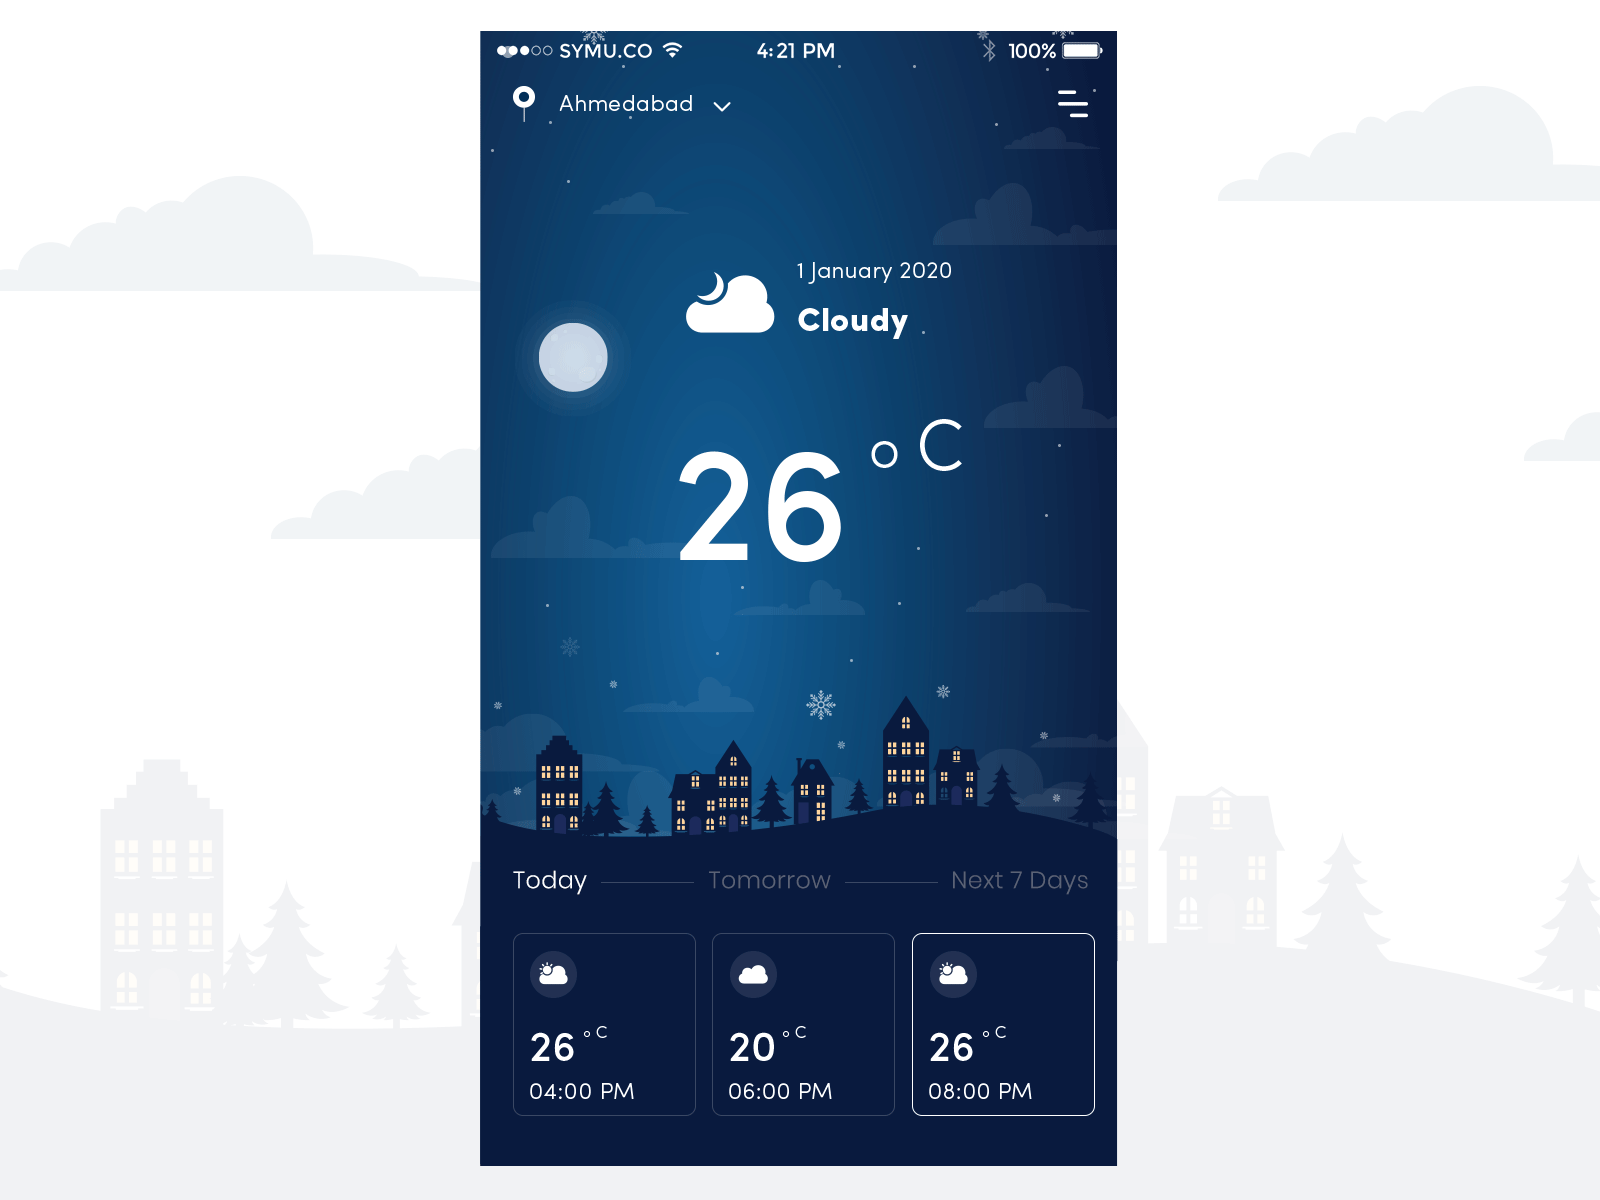 SYMU.CO 4:21 PM 100%
Ahmedabad
1 January 2020
Cloudy
26 ° C
Today Tomorrow Next 7 Days
26 ° C 20 ° C 26 ° C
04:00 PM 06:00 PM 08:00 PM